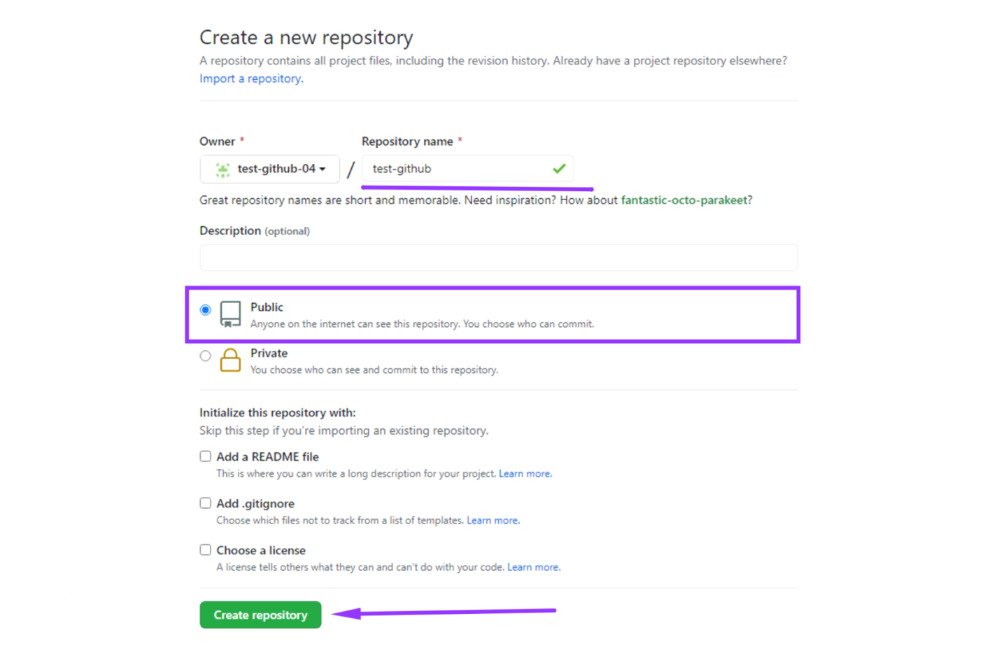 Create a new repository
A repository contains all project files, including the revision history. Already have a project repository elsewhere?
Import a repository.
Owner * Repository name *
test-github-04 / test-github
Great repository names are short and memorable. Need inspiration? How about fantastic-octo-parakeet?
Description (optional)
Public
Anyone on the internet can see this repository. You choose who can commit.
Private
You choose who can see and commit to this repository.
Initialize this repository with:
Skip this step if you're importing an existing repository.
Add a README file
This is where you can write a long description for your project. Learn more.
Add .gitignore
Choose which files not to track from a list of templates. Learn more.
Choose a license
A license tells others what they can and can't do with your code. Learn more.
Create repository